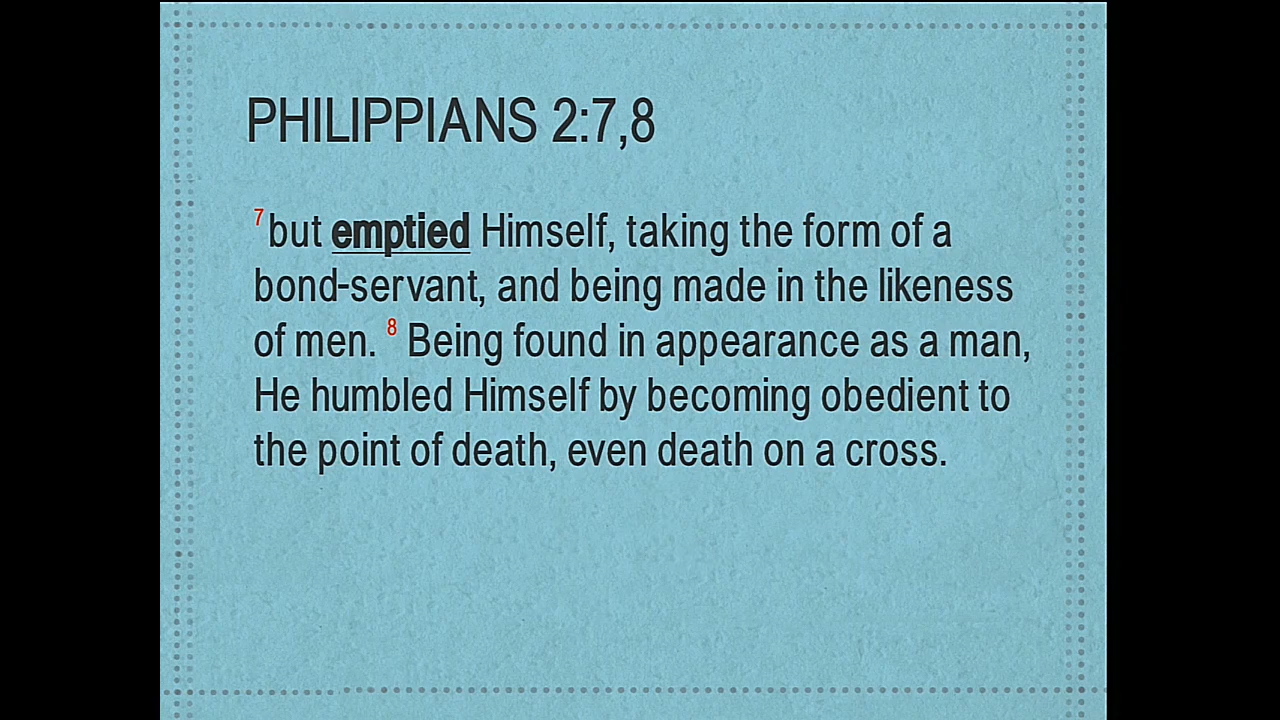 PHILIPPIANS 2:7,8
7but emptied Himself, taking the form of a
bond-servant, and being made in the likeness
of men. 8 Being found in appearance as a man,
He humbled Himself by becoming obedient to
the point of death, even death on a cross.